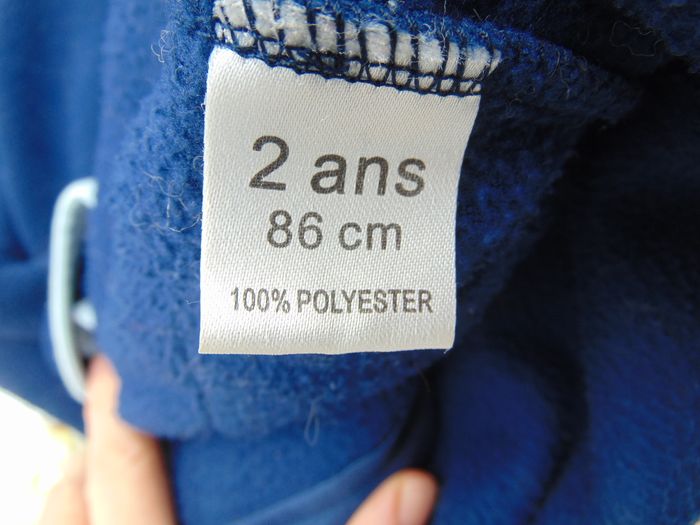 2 ans
86 cm
100% POLYESTER